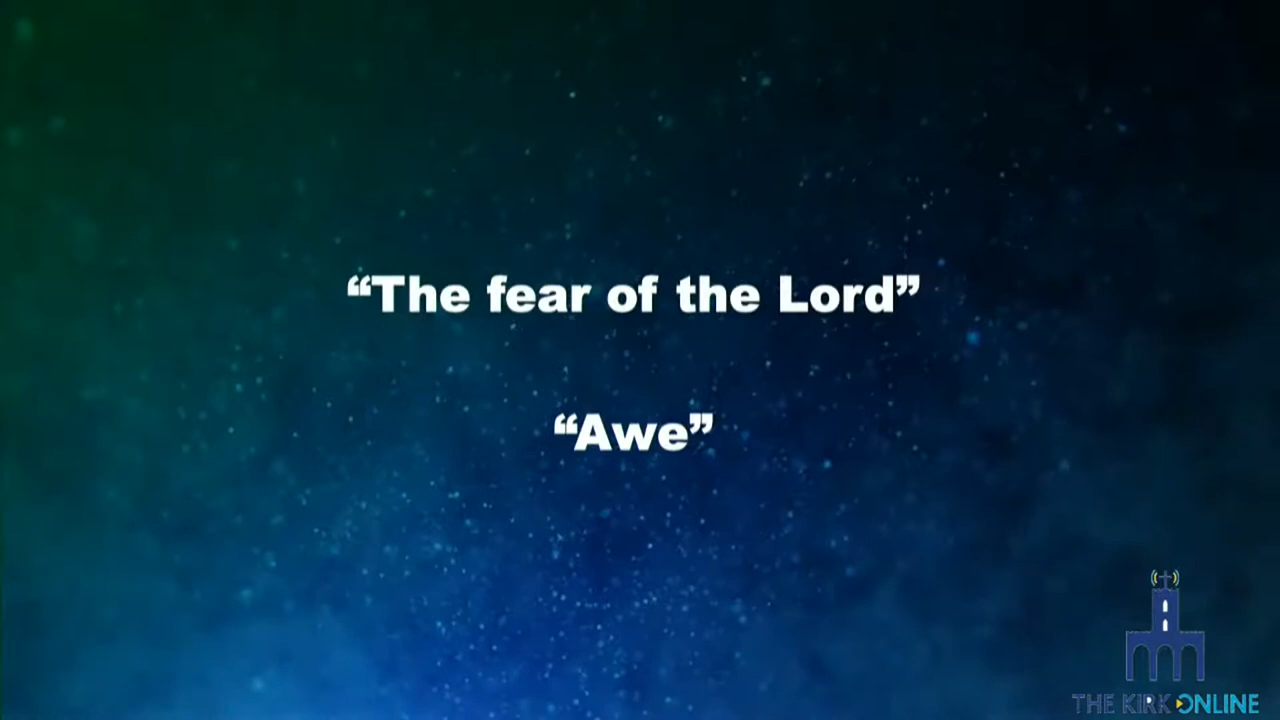 “The fear of the Lord”
“Awe”
THE KIRK ONLINE